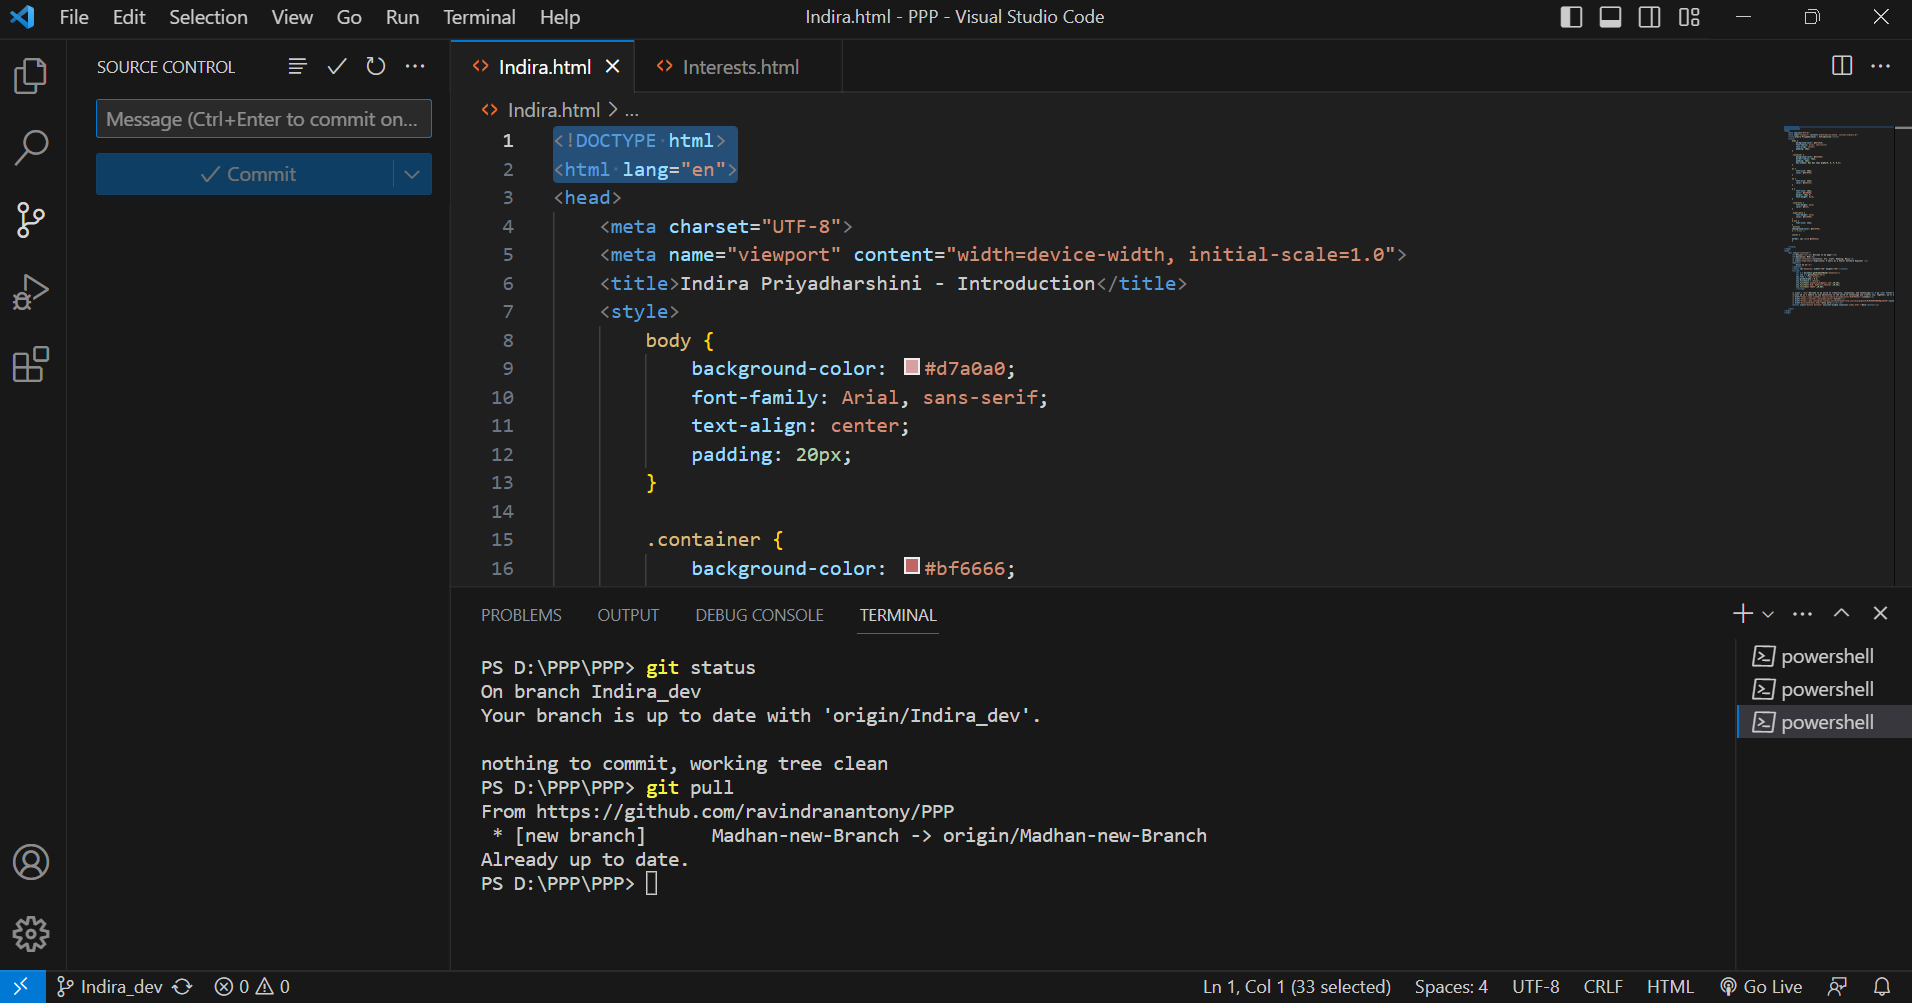 File Edit Selection View Go Run Terminal Help
Indira.html - PPP - Visual Studio Code
SOURCE CONTROL
Message (Ctrl+Enter to commit on...
Commit
Indira.html
Interests.html
Indira.html > ...
1 <!DOCTYPE html>
2 <html lang="en">
3 <head>
4 <meta charset="UTF-8">
5 <meta name="viewport" content="width=device-width, initial-scale=1.0">
6 <title>Indira Priyadharshini - Introduction</title>
7 <style>
8 body {
9 background-color: #d7a0a0;
10 font-family: Arial, sans-serif;
11 text-align: center;
12 padding: 20px;
13 }
14
15 .container {
16 background-color: #bf6666;
PROBLEMS OUTPUT DEBUG CONSOLE TERMINAL
PS D:\PPP\PPP> git status
On branch Indira_dev
Your branch is up to date with 'origin/Indira_dev'.
nothing to commit, working tree clean
PS D:\PPP\PPP> git pull
From https://github.com/ravindranantony/PPP
* [new branch] Madhan-new-Branch -> origin/Madhan-new-Branch
Already up to date.
PS D:\PPP\PPP>
powershell
powershell
powershell
Indira_dev 0 0
Ln 1, Col 1 (33 selected) Spaces: 4 UTF-8 CRLF HTML Go Live